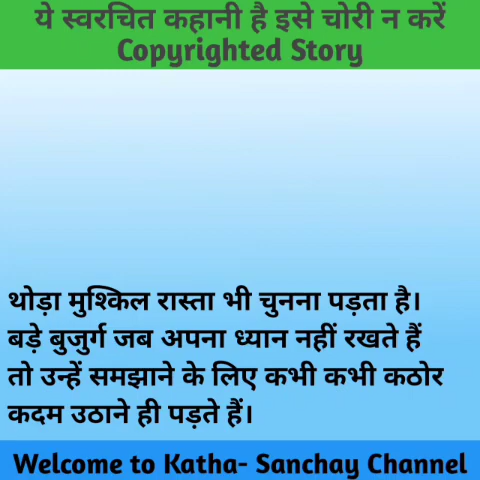 ये स्वरचित कहानी है इसे चोरी न करें
Copyrighted Story
थोड़ा मुश्किल रास्ता भी चुनना पड़ता है।
बड़े बुजुर्ग जब अपना ध्यान नहीं रखते हैं
तो उन्हें समझाने के लिए कभी कभी कठोर
कदम उठाने ही पड़ते हैं।
Welcome to Katha- Sanchay Channel